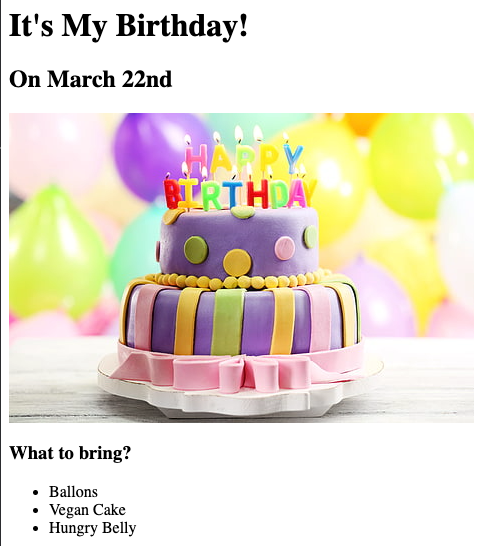 It's My Birthday!
On March 22nd
HAPPY
BIRTHDAY
What to bring?
Ballons
Vegan Cake
Hungry Belly